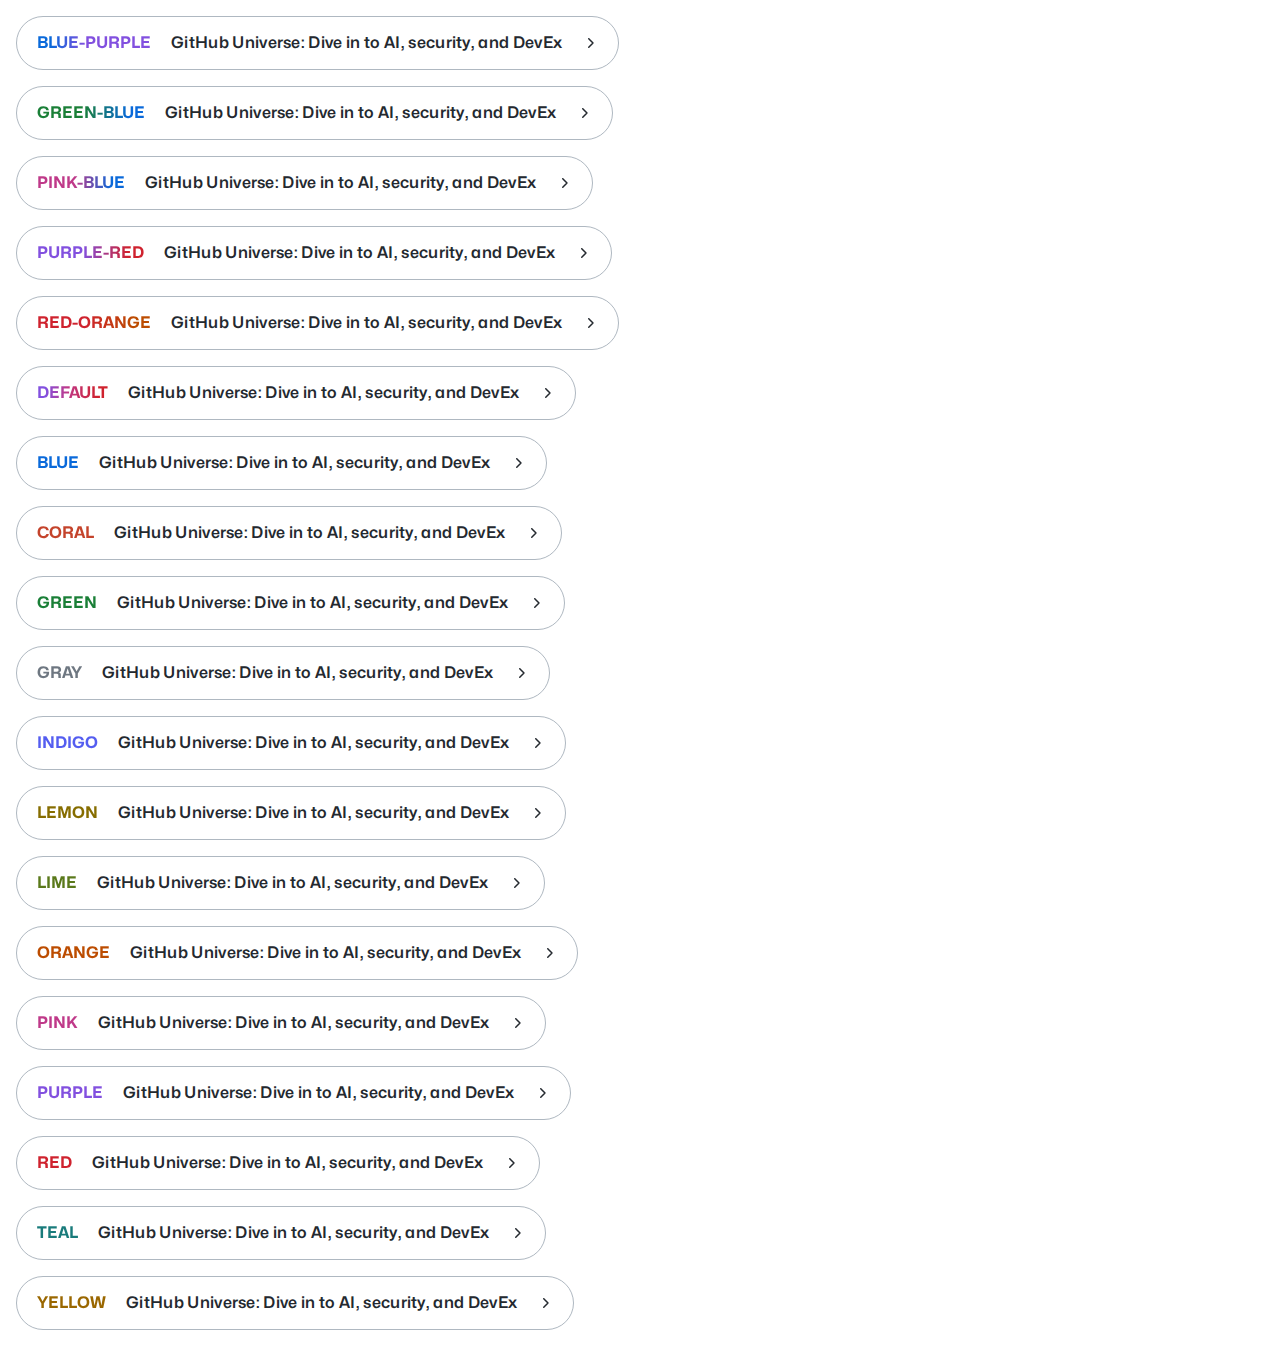 BLUE-PURPLE GitHub Universe: Dive in to AI, security, and DevEx
GREEN-BLUE GitHub Universe: Dive in to AI, security, and DevEx
PINK-BLUE GitHub Universe: Dive in to AI, security, and DevEx
PURPLE-RED GitHub Universe: Dive in to AI, security, and DevEx
RED-ORANGE GitHub Universe: Dive in to AI, security, and DevEx
DEFAULT GitHub Universe: Dive in to AI, security, and DevEx
BLUE GitHub Universe: Dive in to AI, security, and DevEx
CORAL GitHub Universe: Dive in to AI, security, and DevEx
GREEN GitHub Universe: Dive in to AI, security, and DevEx
GRAY GitHub Universe: Dive in to AI, security, and DevEx
INDIGO GitHub Universe: Dive in to AI, security, and DevEx
LEMON GitHub Universe: Dive in to AI, security, and DevEx
LIME GitHub Universe: Dive in to AI, security, and DevEx
ORANGE GitHub Universe: Dive in to AI, security, and DevEx
PINK GitHub Universe: Dive in to AI, security, and DevEx
PURPLE GitHub Universe: Dive in to AI, security, and DevEx
RED GitHub Universe: Dive in to AI, security, and DevEx
TEAL GitHub Universe: Dive in to AI, security, and DevEx
YELLOW GitHub Universe: Dive in to AI, security, and DevEx